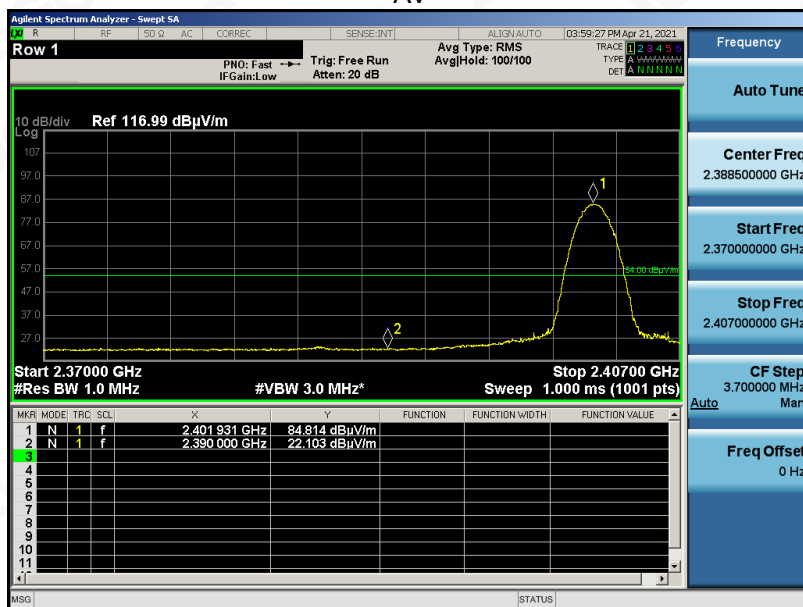 AV
Agilent Spectrum Analyzer - Swept SA
LXI R RF 50 Ω AC CORREC SENSE:INT ALIGN AUTO 03:59:27 PM Apr 21, 2021
Row 1
PNO: Fast
IFGain:Low
Trig: Free Run
Atten: 20 dB
Avg Type: RMS
Avg|Hold: 100/100
TRACE 1 2 3 4 5 6
TYPE A
DET A N N N N N
10 dB/div Ref 116.99 dBµV/m
Log
107
97.0
87.0
77.0
67.0
57.0
47.0
37.0
27.0
1
54.00 dBµV/m
2
Start 2.37000 GHz Stop 2.40700 GHz
#Res BW 1.0 MHz #VBW 3.0 MHz* Sweep 1.000 ms (1001 pts)
MKR MODE TRC SCL X Y FUNCTION FUNCTION WIDTH FUNCTION VALUE
1 N 1 f 2.401 931 GHz 84.814 dBµV/m
2 N 1 f 2.390 000 GHz 22.103 dBµV/m
3
4
5
6
7
8
9
10
11
MSG STATUS
Frequency
Auto Tune
Center Freq
2.388500000 GHz
Start Freq
2.370000000 GHz
Stop Freq
2.407000000 GHz
CF Step
3.700000 MHz
Auto Man
Freq Offset
0 Hz